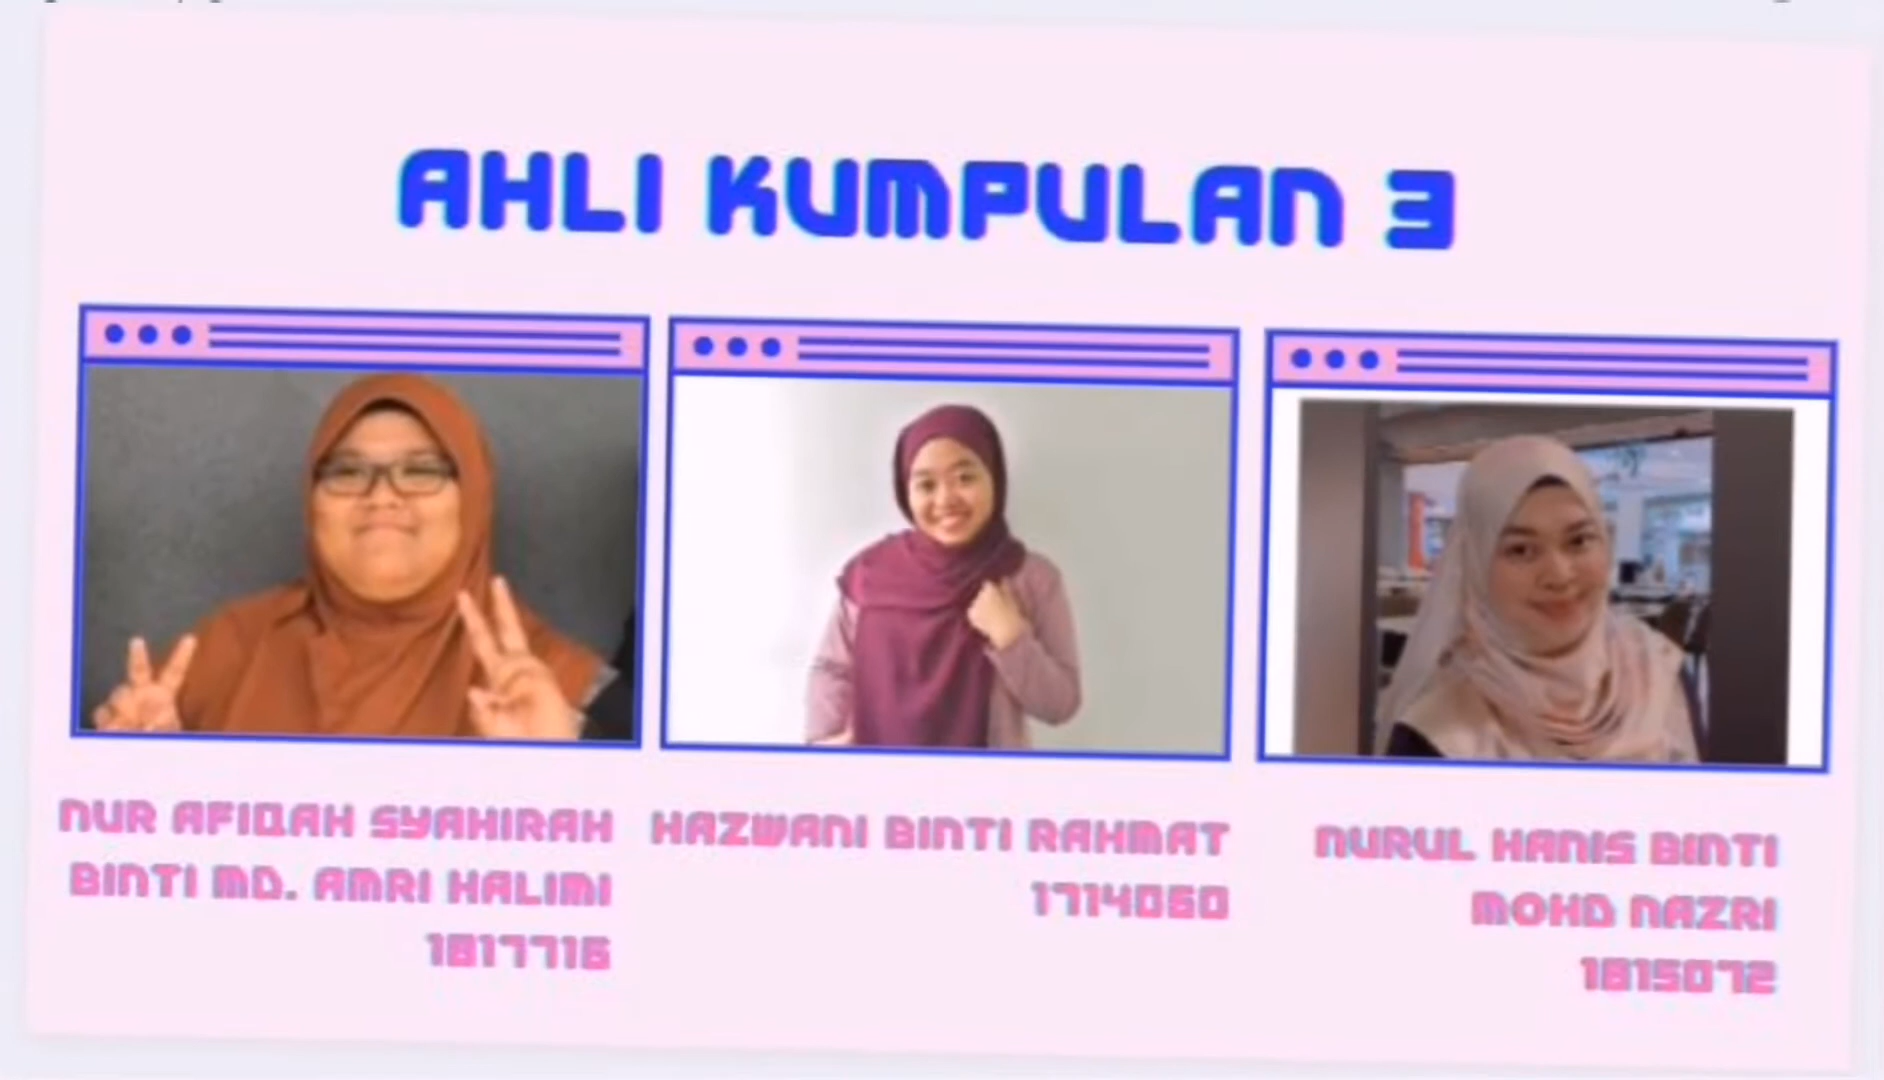 AHLI KUMPULAN 3
NUR AFIQAH SYAHIRAH
BINTI MD. AMRI HALIMI
1817716
HAZWANI BINTI RAHMAT
1714060
NURUL HANIS BINTI
MOHD NAZRI
1815072